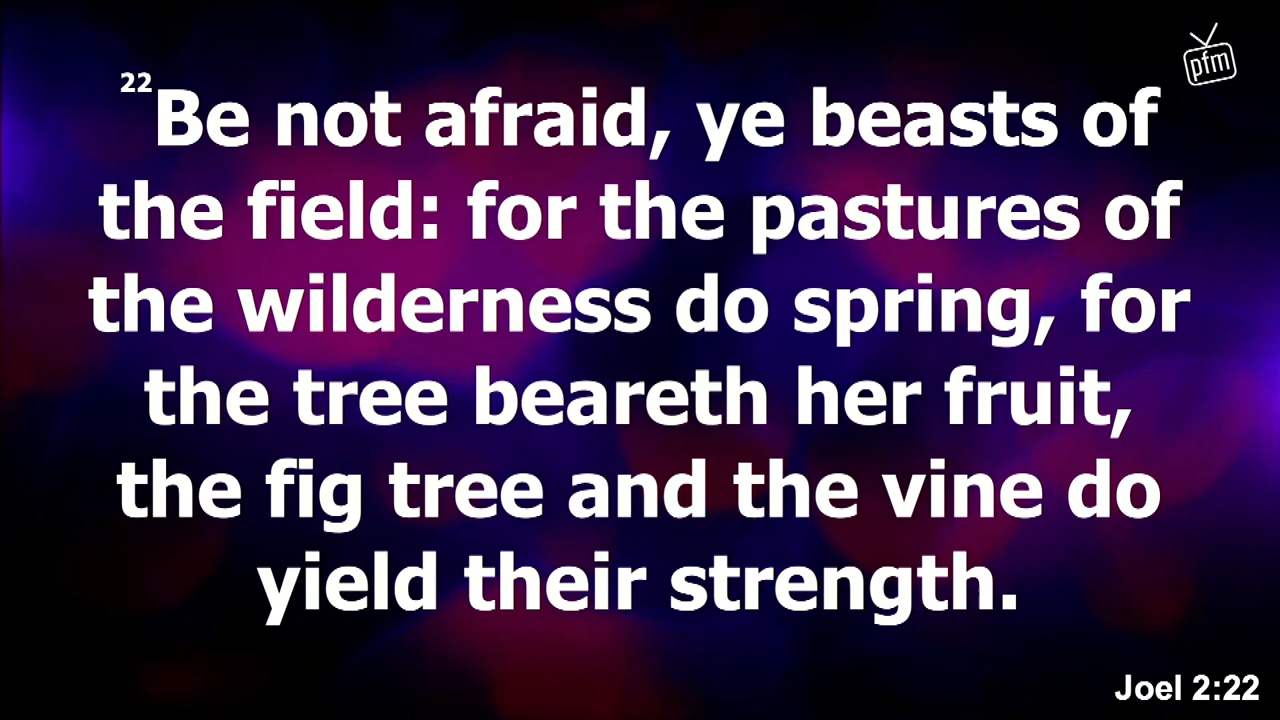 pfm
22Be not afraid, ye beasts of
the field: for the pastures of
the wilderness do spring, for
the tree beareth her fruit,
the fig tree and the vine do
yield their strength.
Joel 2:22